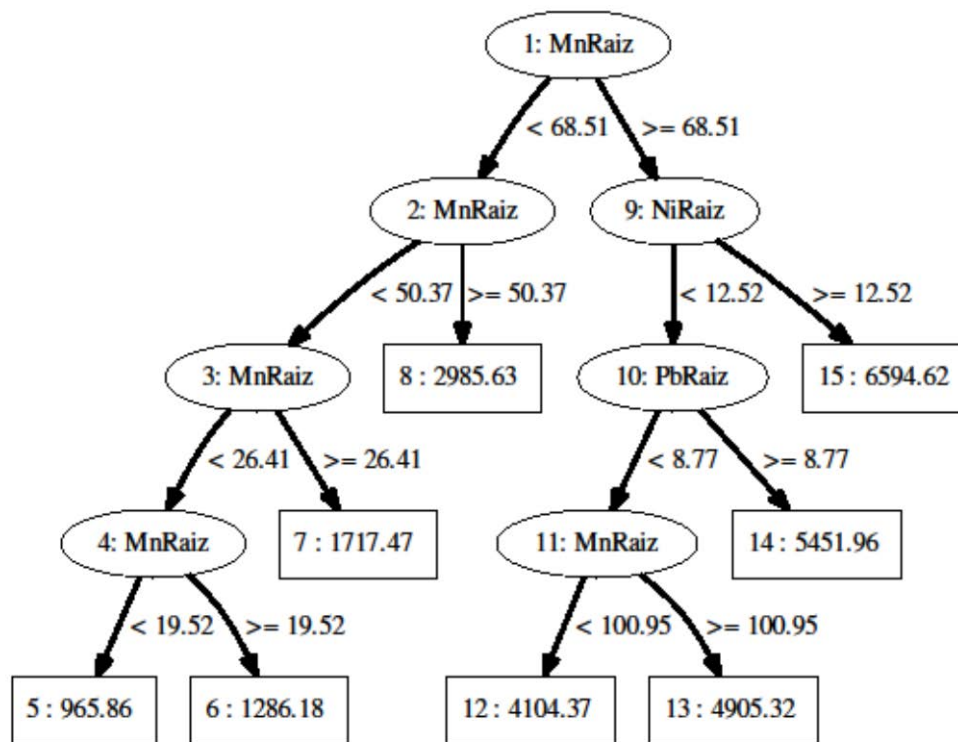 1: MnRaiz
< 68.51 >= 68.51
2: MnRaiz 9: NiRaiz
< 50.37 >= 50.37 < 12.52 >= 12.52
3: MnRaiz 8 : 2985.63 10: PbRaiz 15 : 6594.62
< 26.41 >= 26.41 < 8.77 >= 8.77
4: MnRaiz 7 : 1717.47 11: MnRaiz 14 : 5451.96
< 19.52 >= 19.52 < 100.95 >= 100.95
5 : 965.86 6 : 1286.18 12 : 4104.37 13 : 4905.32